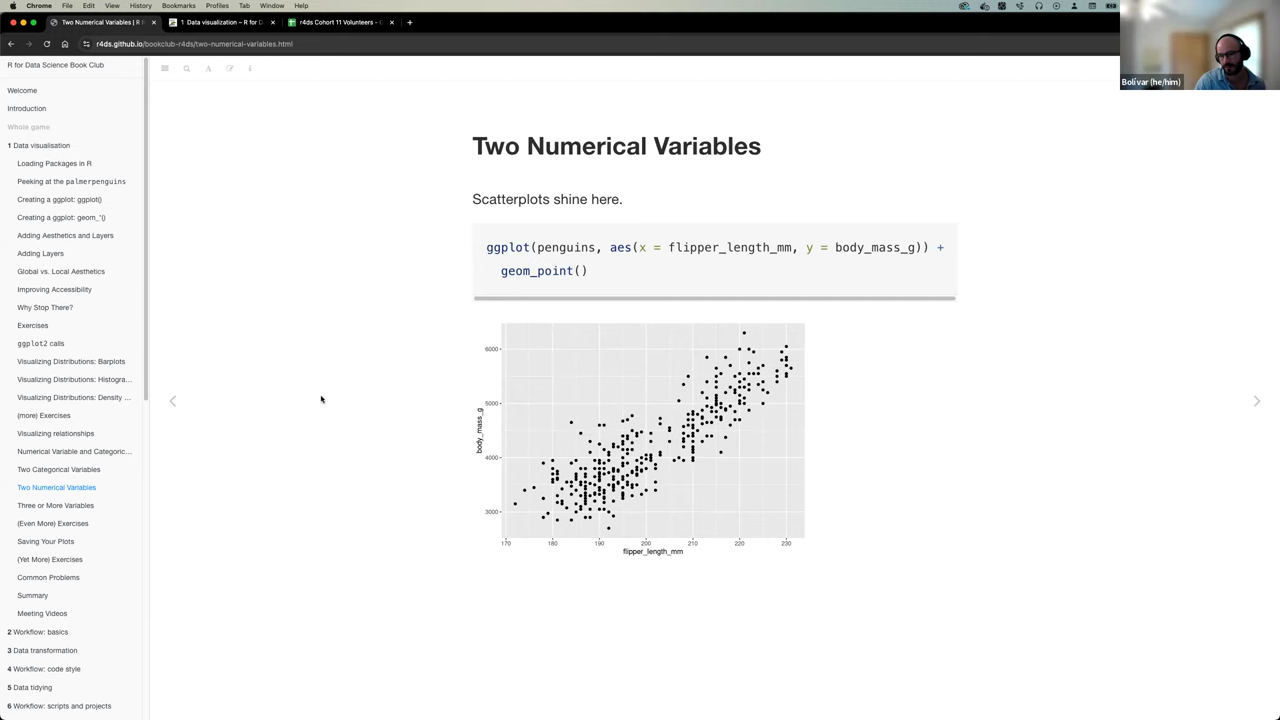 Chrome File Edit View History Bookmarks Profiles Tab Window Help
Two Numerical Variables | R
1 Data visualization – R for D
r4ds Cohort 11 Volunteers -
r4ds.github.io/bookclub-r4ds/two-numerical-variables.html
Bolívar (he/him)
R for Data Science Book Club
Welcome
Introduction
Whole game
1 Data visualisation
Loading Packages in R
Peeking at the palmerpenguins
Creating a ggplot: ggplot()
Creating a ggplot: geom_*()
Adding Aesthetics and Layers
Adding Layers
Global vs. Local Aesthetics
Improving Accessibility
Why Stop There?
Exercises
ggplot2 calls
Visualizing Distributions: Barplots
Visualizing Distributions: Histogra...
Visualizing Distributions: Density ...
(more) Exercises
Visualizing relationships
Numerical Variable and Categoric...
Two Categorical Variables
Two Numerical Variables
Three or More Variables
(Even More) Exercises
Saving Your Plots
(Yet More) Exercises
Common Problems
Summary
Meeting Videos
2 Workflow: basics
3 Data transformation
4 Workflow: code style
5 Data tidying
6 Workflow: scripts and projects
Two Numerical Variables
Scatterplots shine here.
ggplot(penguins, aes(x = flipper_length_mm, y = body_mass_g)) +
geom_point()
6000
5000
4000
3000
body_mass_g
170 180 190 200 210 220 230
flipper_length_mm